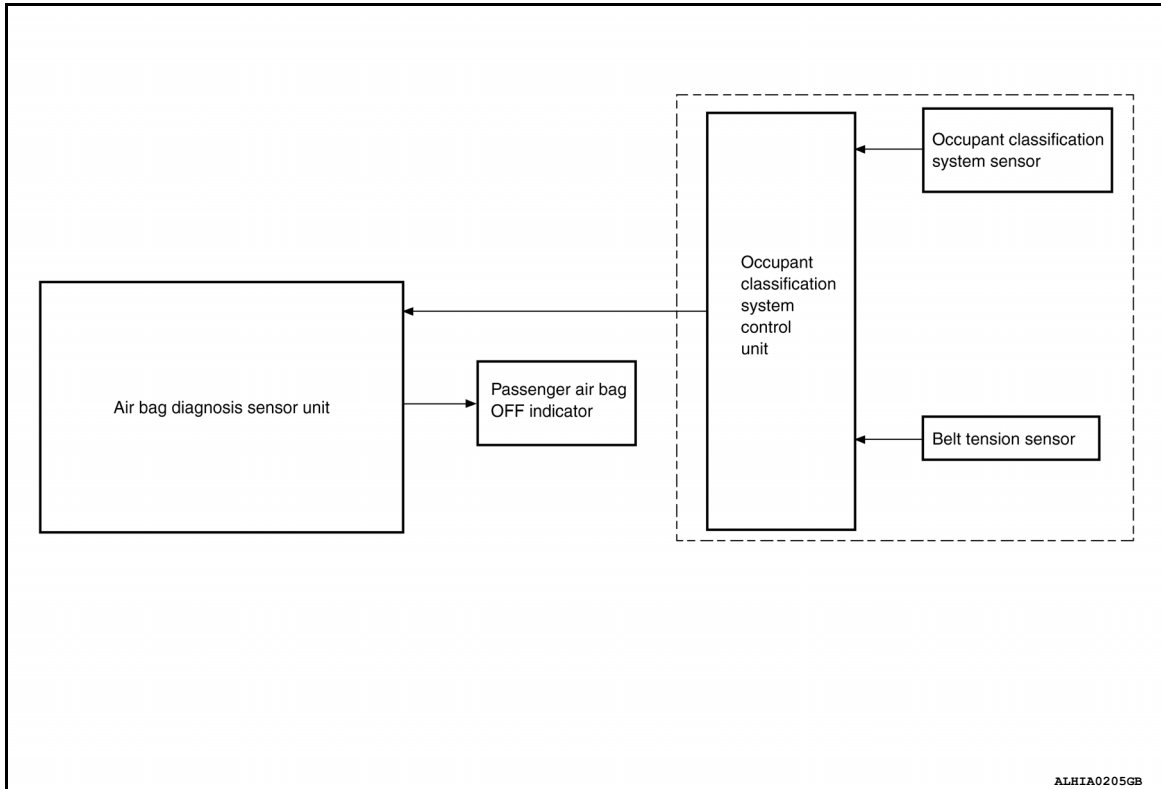 Occupant classification
system sensor
Occupant
classification
system
control
unit
Air bag diagnosis sensor unit
Passenger air bag
OFF indicator
Belt tension sensor
ALHIA0205GB